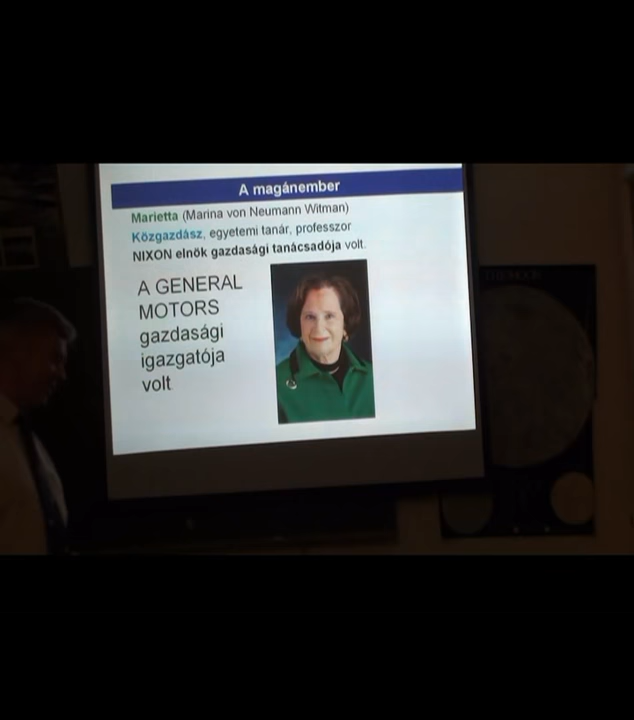 A magánember
Marietta (Marina von Neumann Witman)
Közgazdász, egyetemi tanár, professzor
NIXON elnök gazdasági tanácsadója volt.
A GENERAL
MOTORS
gazdasági
igazgatója
volt